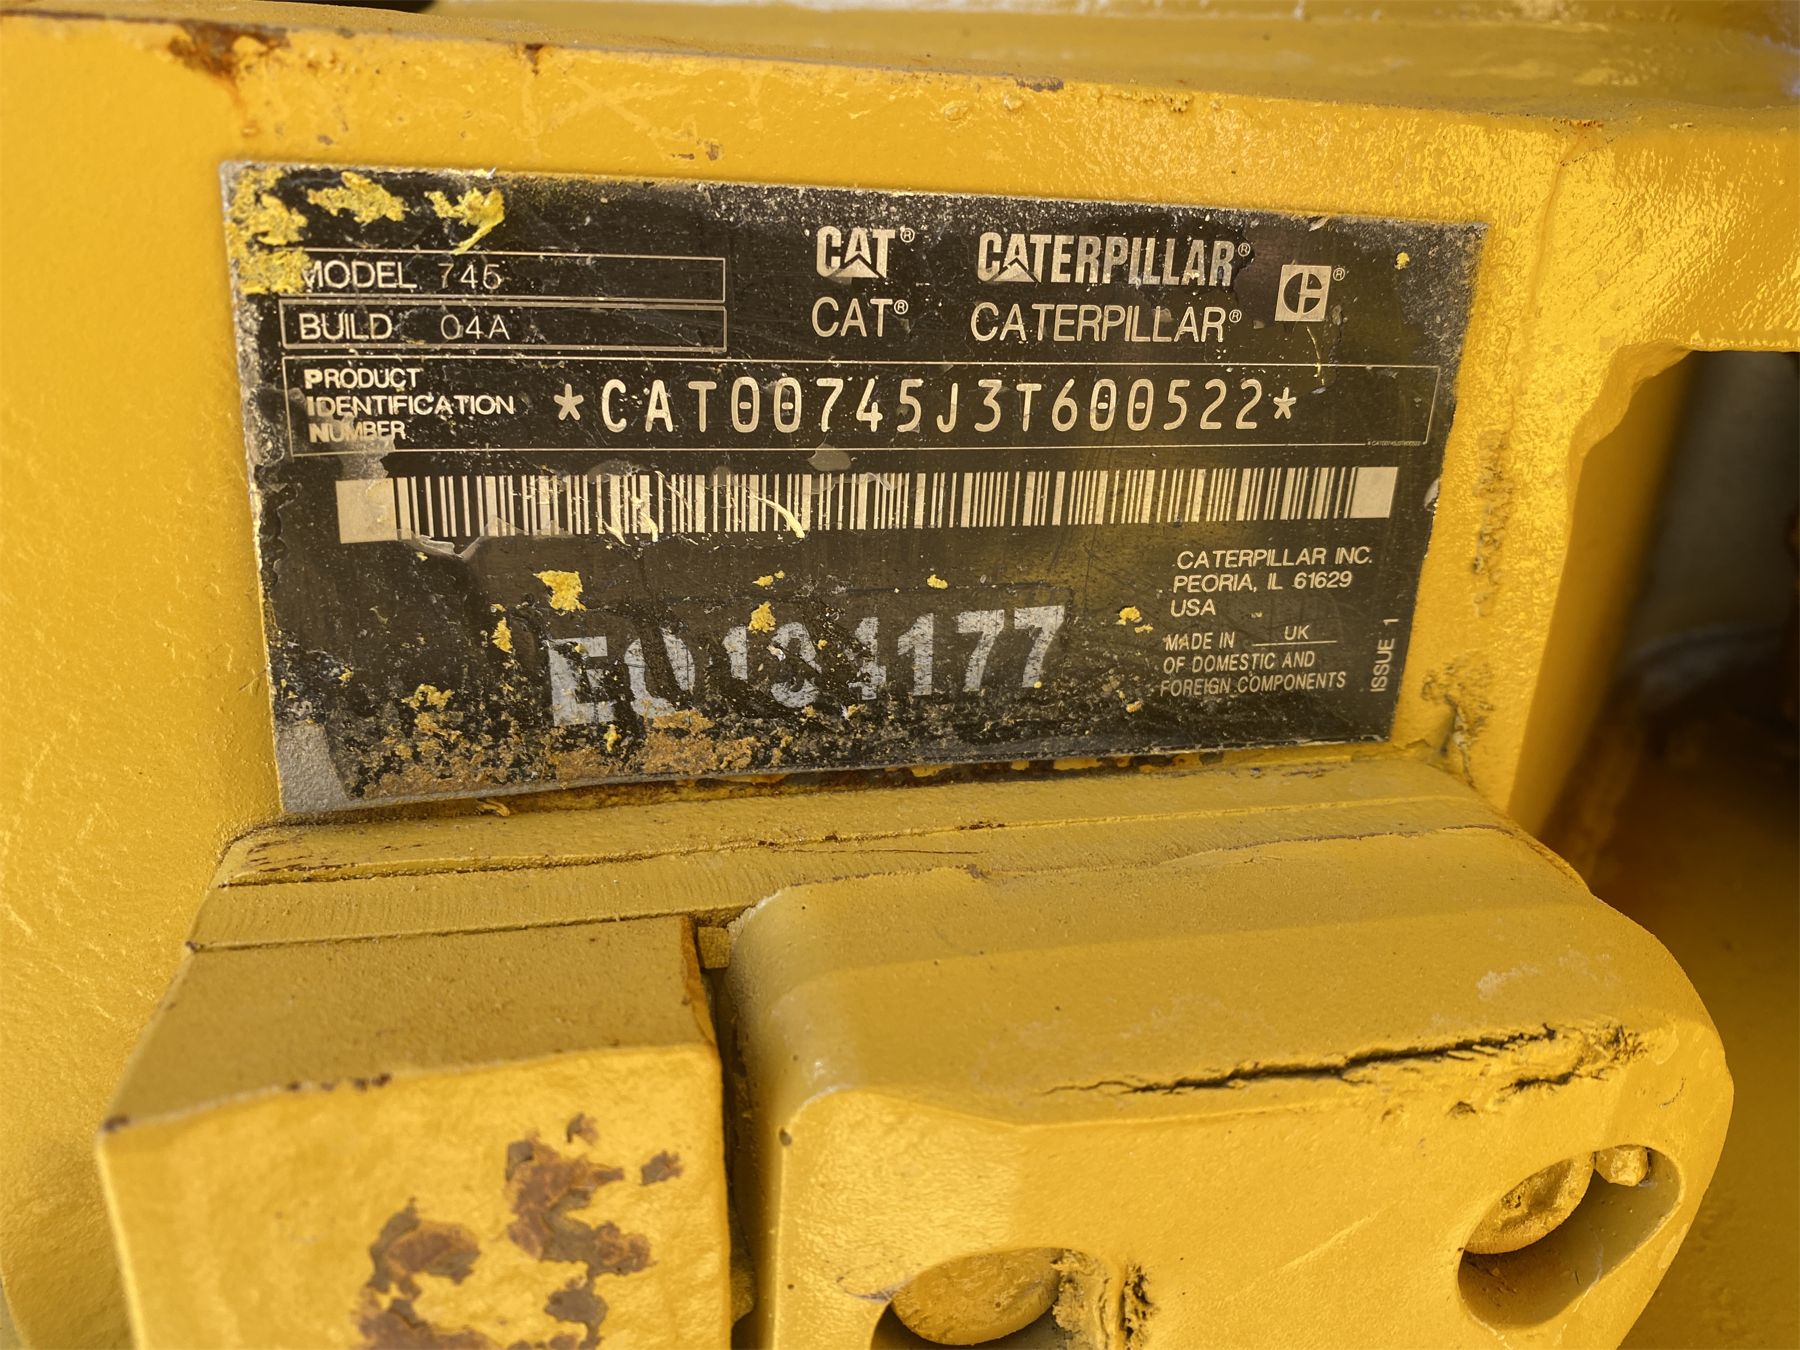 MODEL 745
BUILD 04A
CAT® CATERPILLAR® ®
CAT® CATERPILLAR®
PRODUCT
IDENTIFICATION
NUMBER
*CAT00745J3T600522*
*CAT00745J3T600522
CATERPILLAR INC.
PEORIA, IL 61629
USA
MADE IN UK
OF DOMESTIC AND
FOREIGN COMPONENTS
ISSUE 1